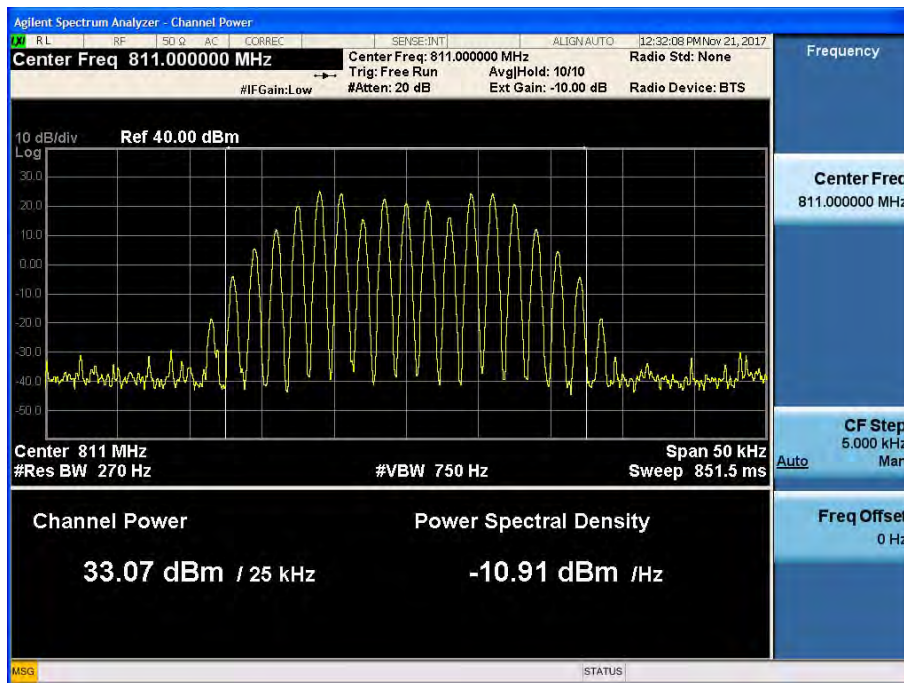 Agilent Spectrum Analyzer - Channel Power
LXI RL RF 50 Ω AC CORREC SENSE:INT ALIGN AUTO 12:32:08 PM Nov 21, 2017
Center Freq 811.000000 MHz
Center Freq: 811.000000 MHz Radio Std: None
Trig: Free Run Avg|Hold: 10/10
#IFGain:Low #Atten: 20 dB Ext Gain: -10.00 dB Radio Device: BTS
Frequency
10 dB/div Ref 40.00 dBm
Log
30.0
20.0
10.0
0.00
-10.0
-20.0
-30.0
-40.0
-50.0
Center Freq
811.000000 MHz
Center 811 MHz Span 50 kHz
#Res BW 270 Hz #VBW 750 Hz Sweep 851.5 ms
CF Step
5.000 kHz
Auto Man
Channel Power Power Spectral Density
33.07 dBm / 25 kHz -10.91 dBm /Hz
Freq Offset
0 Hz
MSG STATUS